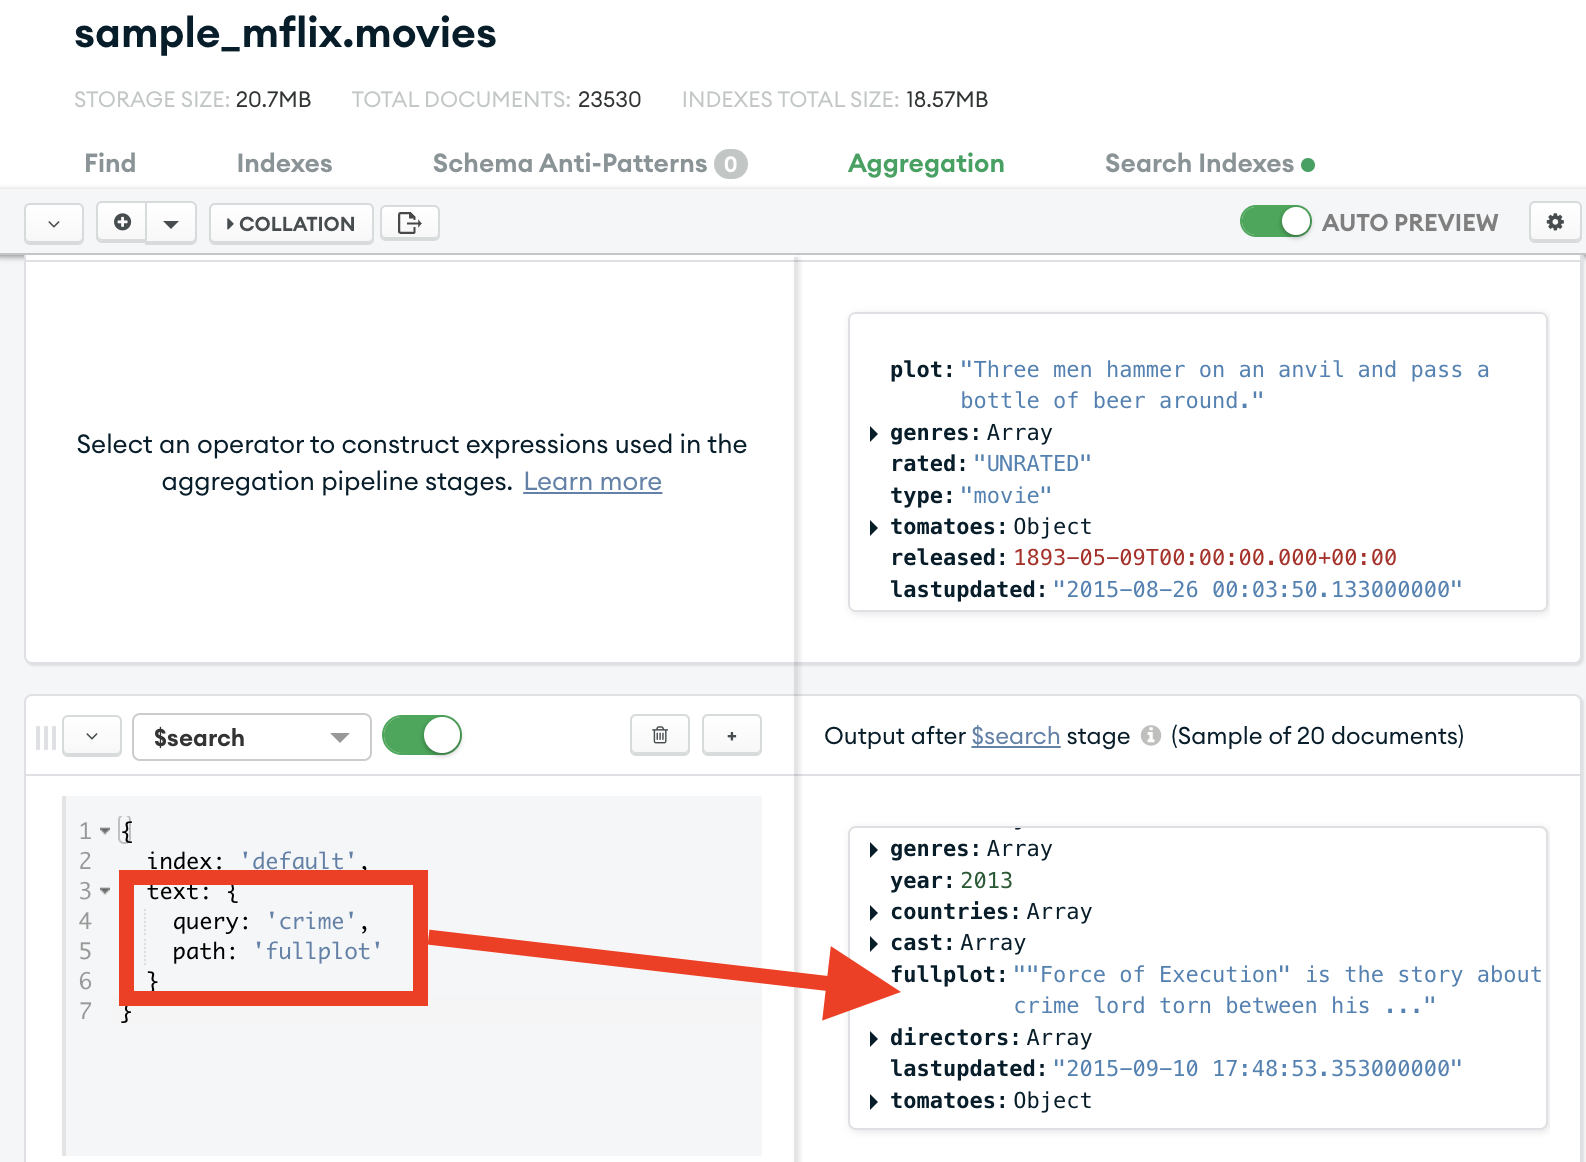 sample_mflix.movies
STORAGE SIZE: 20.7MB TOTAL DOCUMENTS: 23530 INDEXES TOTAL SIZE: 18.57MB
Find Indexes Schema Anti-Patterns 0 Aggregation Search Indexes
COLLATION AUTO PREVIEW
Select an operator to construct expressions used in the
aggregation pipeline stages. Learn more
plot: "Three men hammer on an anvil and pass a
bottle of beer around."
genres: Array
rated: "UNRATED"
type: "movie"
tomatoes: Object
released: 1893-05-09T00:00:00.000+00:00
lastupdated: "2015-08-26 00:03:50.133000000"
$search
Output after $search stage (Sample of 20 documents)
1 {
2 index: 'default',
3 text: {
4 query: 'crime',
5 path: 'fullplot'
6 }
7 }
genres: Array
year: 2013
countries: Array
cast: Array
fullplot: ""Force of Execution" is the story about
crime lord torn between his ..."
directors: Array
lastupdated: "2015-09-10 17:48:53.353000000"
tomatoes: Object